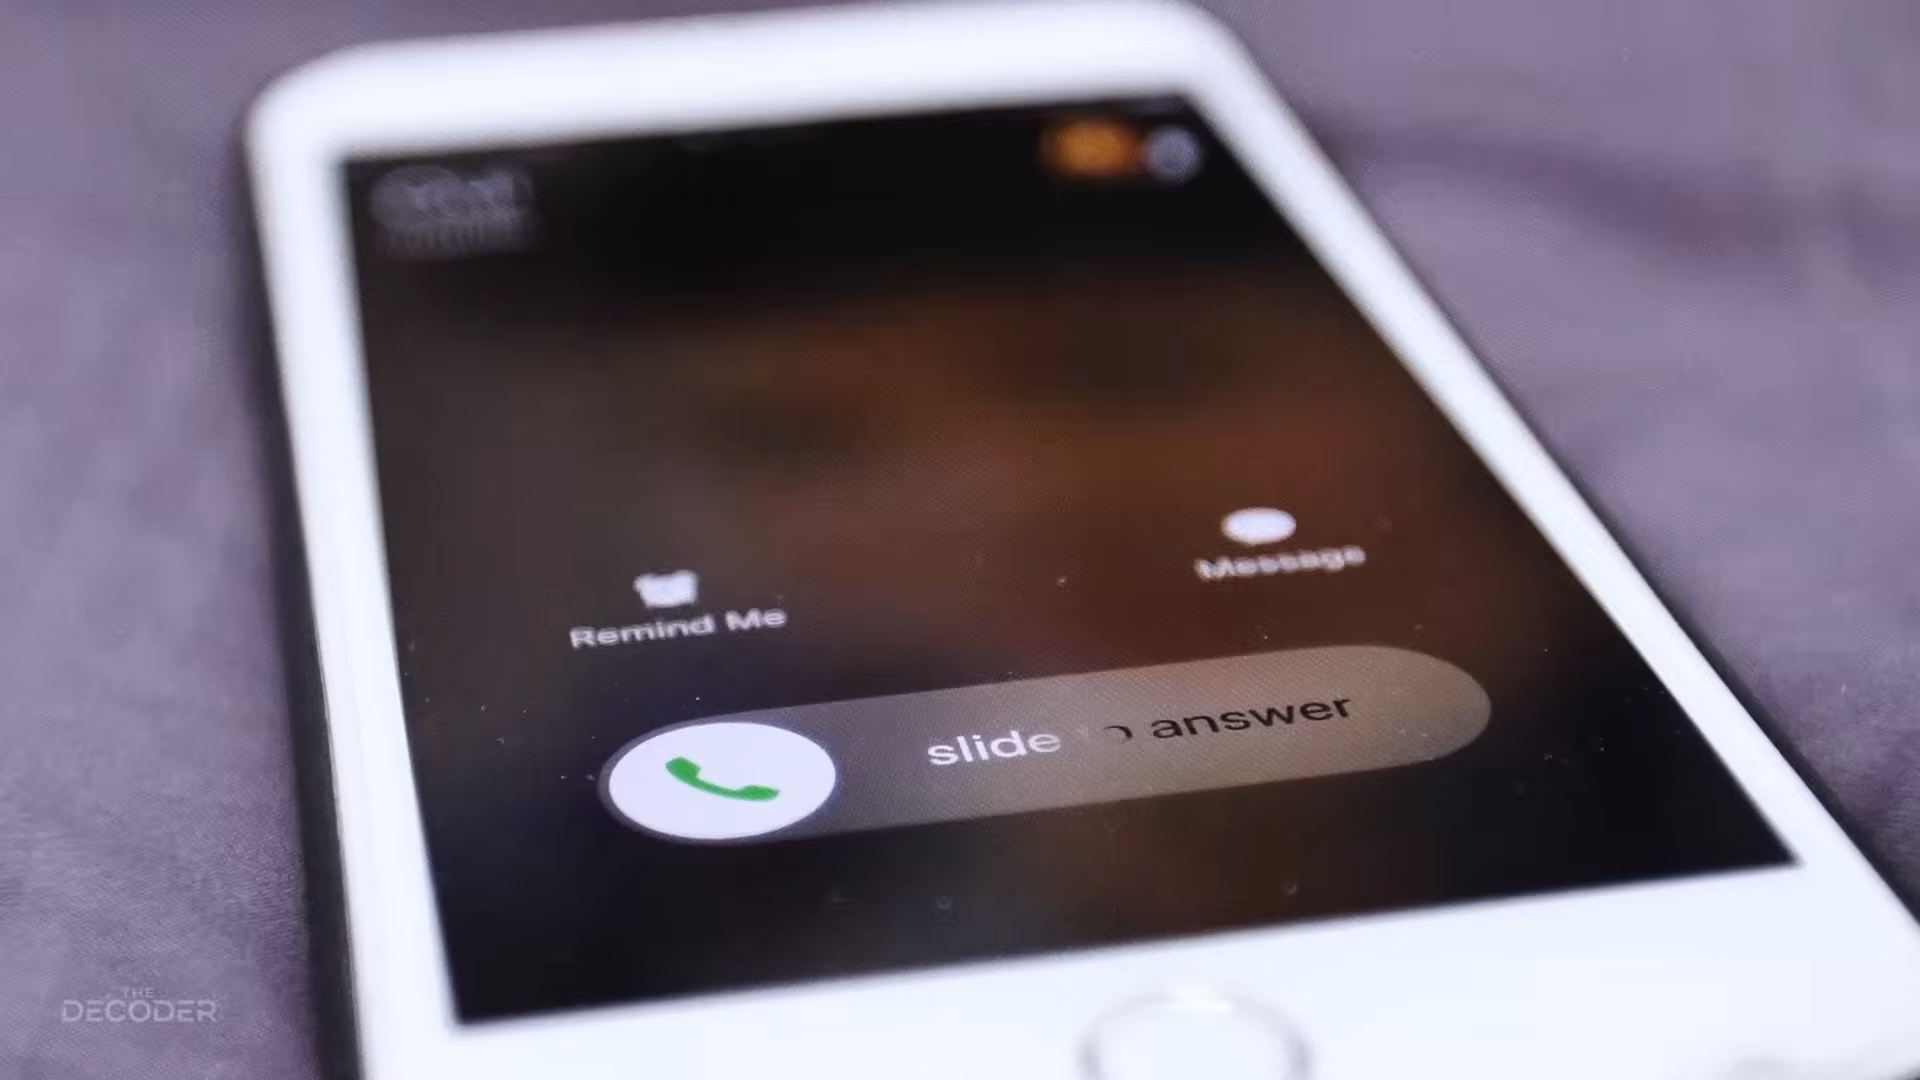 Message
Remind Me
slide answer
THE
DECODER